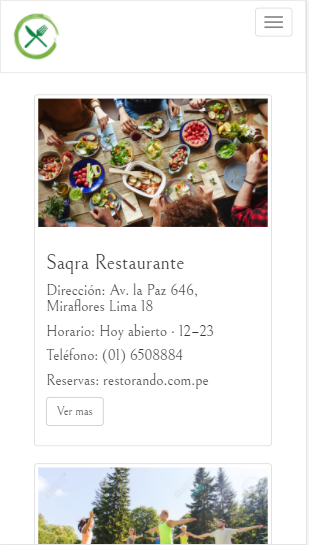 Saqra Restaurante
Dirección: Av. la Paz 646,
Miraflores Lima 18
Horario: Hoy abierto · 12–23
Teléfono: (01) 6508884
Reservas: restorando.com.pe
Ver mas